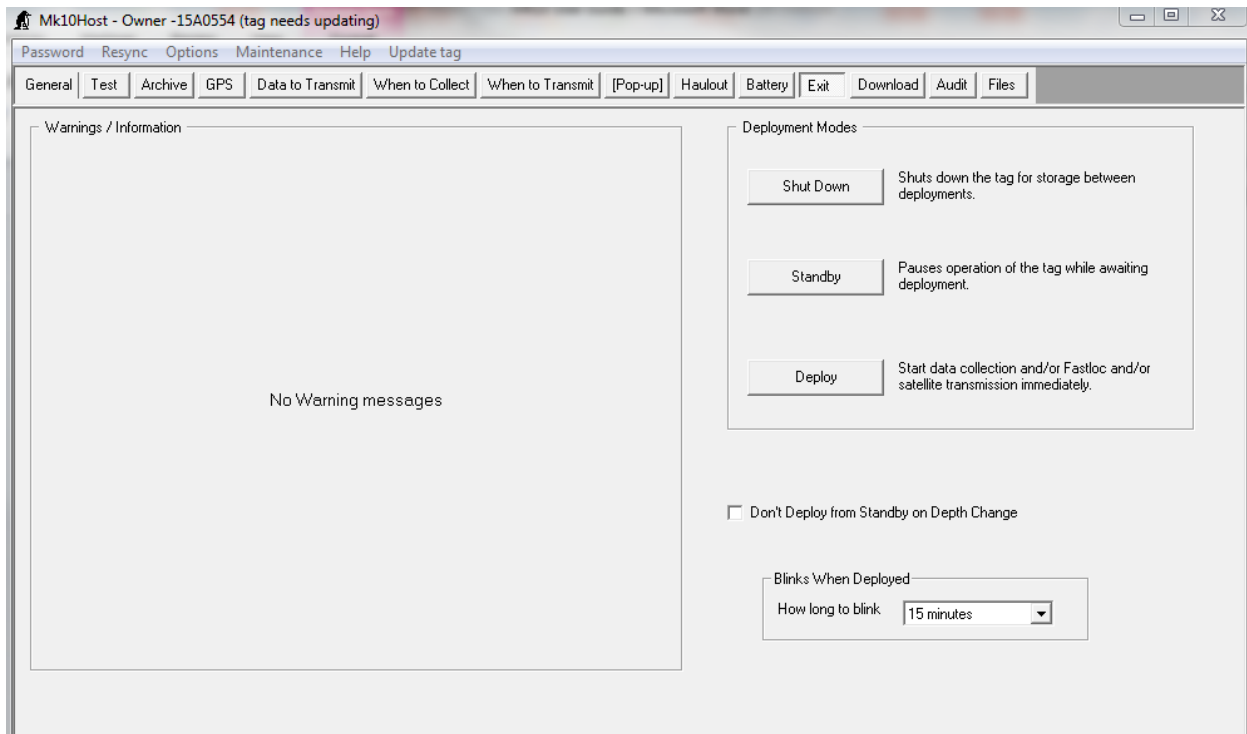 Mk10Host - Owner -15A0554 (tag needs updating)
Password Resync Options Maintenance Help Update tag
General Test Archive GPS Data to Transmit When to Collect When to Transmit [Pop-up] Haulout Battery Exit Download Audit Files
Warnings / Information
No Warning messages
Deployment Modes
Shut Down
Shuts down the tag for storage between
deployments.
Standby
Pauses operation of the tag while awaiting
deployment.
Deploy
Start data collection and/or Fastloc and/or
satellite transmission immediately.
Don't Deploy from Standby on Depth Change
Blinks When Deployed
How long to blink 15 minutes